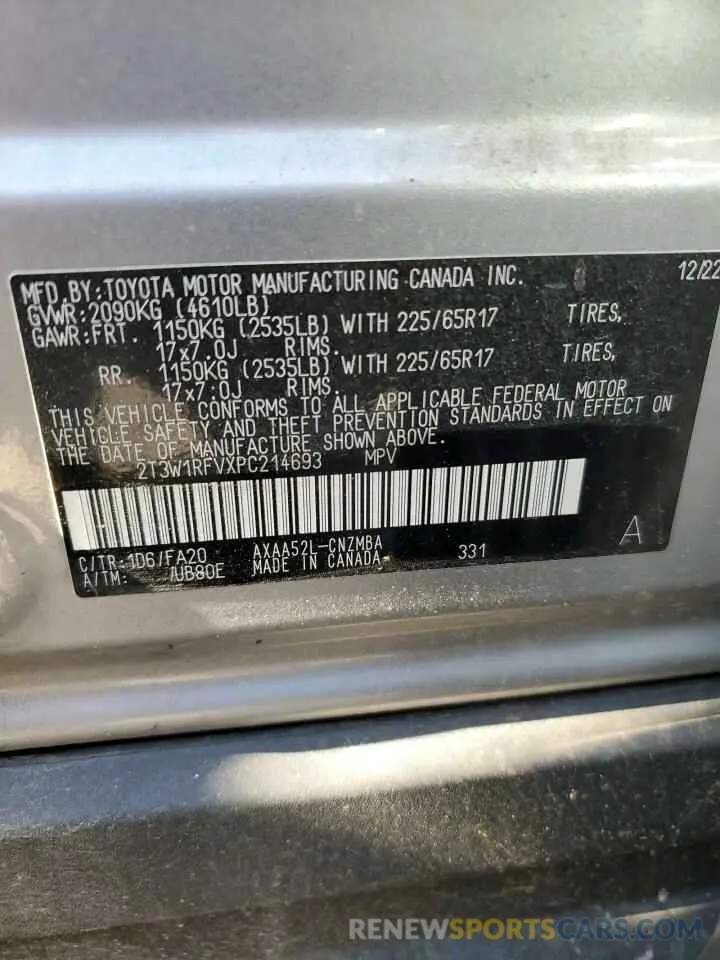 MFD.BY:TOYOTA MOTOR MANUFACTURING CANADA INC. 12/22
GVWR:2090KG (4610LB)
GAWR:FRT. 1150KG (2535LB) WITH 225/65R17 TIRES,
17x7.0J RIMS.
RR. 1150KG (2535LB) WITH 225/65R17 TIRES,
17x7.0J RIMS.
THIS VEHICLE CONFORMS TO ALL APPLICABLE FEDERAL MOTOR
VEHICLE SAFETY AND THEFT PREVENTION STANDARDS IN EFFECT ON
THE DATE OF MANUFACTURE SHOWN ABOVE.
2T3W1RFVXPC214693 MPV
C/TR:1D6/FA20 AXAA52L-CNZMBA 331 A
A/TM: /UB80E MADE IN CANADA
RENEWSPORTSCARS.COM